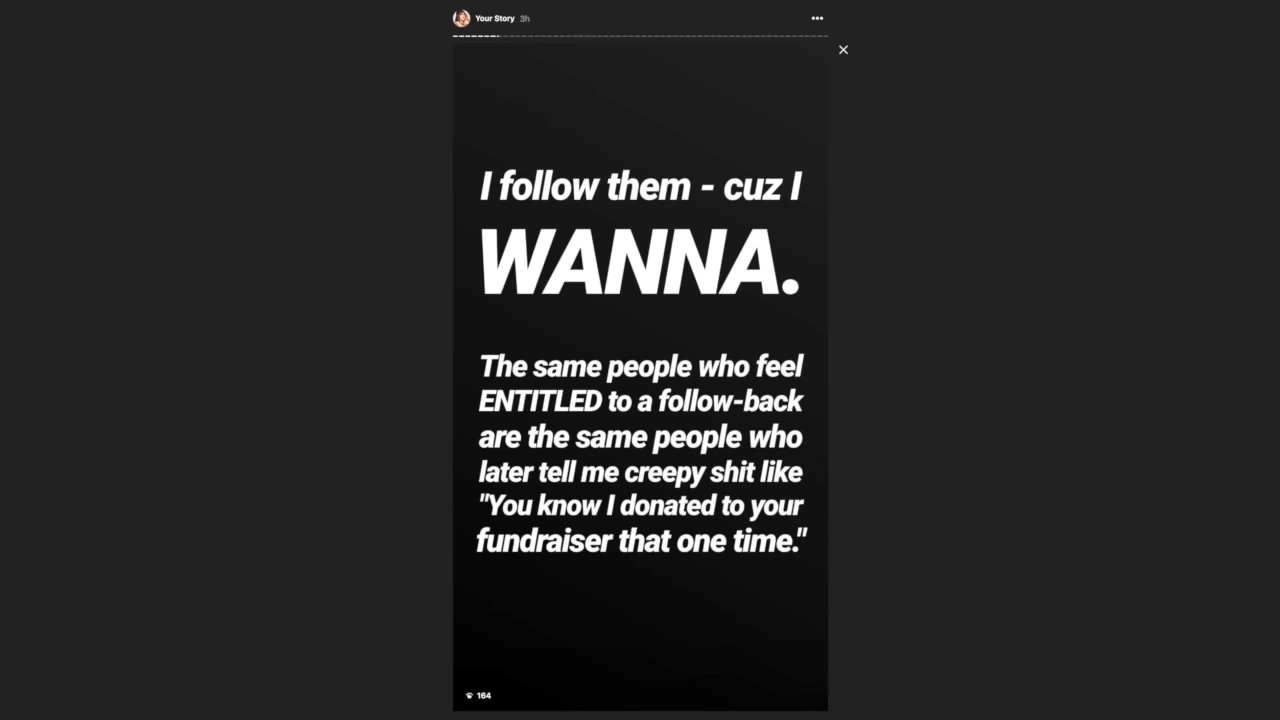 Your Story 3h
I follow them - cuz I
WANNA.
The same people who feel
ENTITLED to a follow-back
are the same people who
later tell me creepy shit like
"You know I donated to your
fundraiser that one time."
164